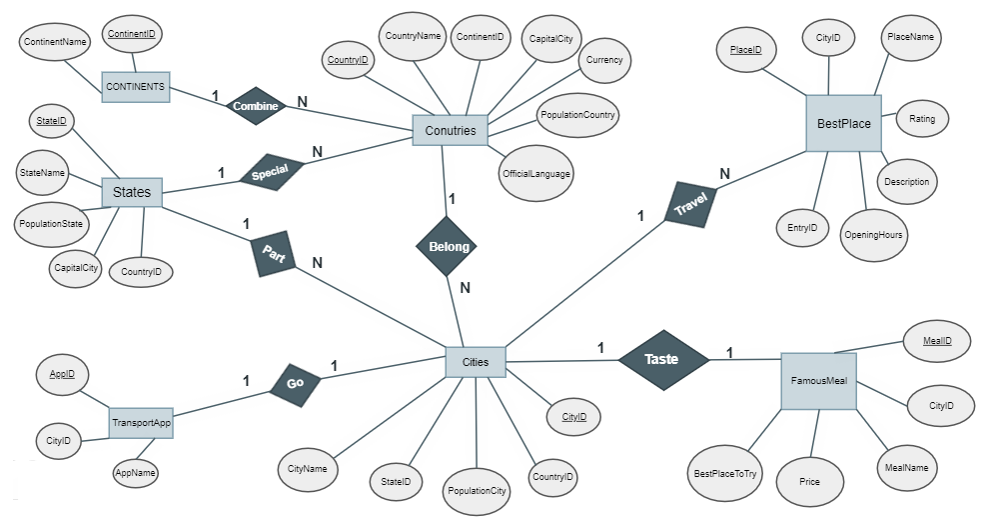 ContinentName
ContinentID
CONTINENTS
1
Combine
N
CountryID
CountryName
ContinentID
CapitalCity
Currency
PopulationCountry
OfficialLanguage
Conutries
PlaceID
CityID
PlaceName
Rating
BestPlace
Description
OpeningHours
EntryID
StateID
StateName
PopulationState
CapitalCity
CountryID
States
1
Special
N
1
Part
N
1
Belong
N
1
Travel
N
AppID
CityID
AppName
TransportApp
1
Go
1
Cities
CityName
StateID
PopulationCity
CountryID
CityID
1
Taste
1
FamousMeal
MealID
CityID
MealName
Price
BestPlaceToTry